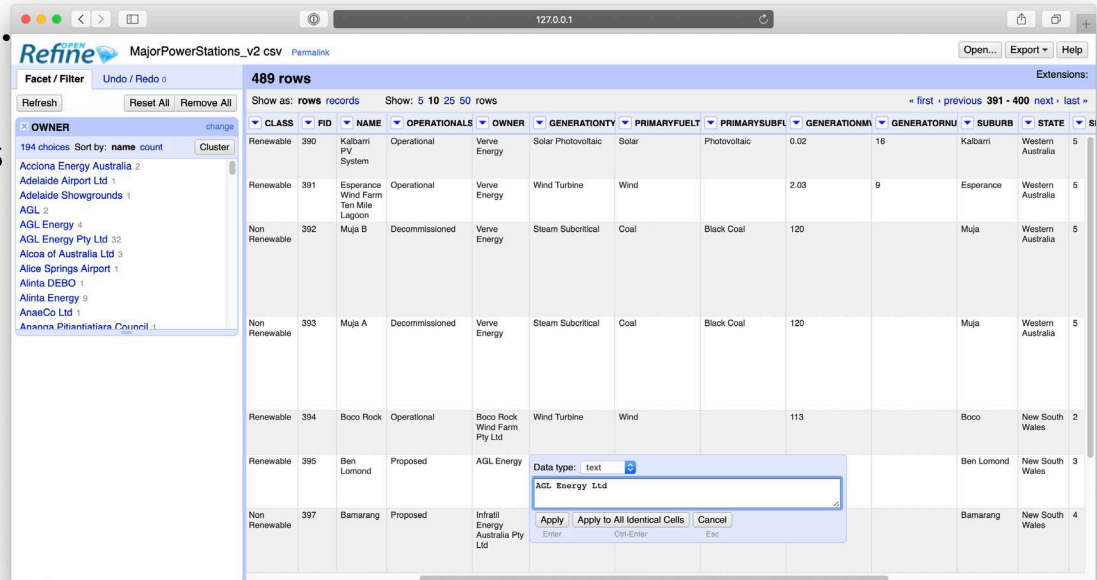 127.0.0.1
OPEN
Refine
MajorPowerStations_v2 csv Permalink
Open... Export Help
Facet / Filter Undo / Redo 0
489 rows
Extensions:
Refresh Reset All Remove All
Show as: rows records Show: 5 10 25 50 rows
« first ‹ previous 391 - 400 next › last »
OWNER change
194 choices Sort by: name count Cluster
Acciona Energy Australia 2
Adelaide Airport Ltd 1
Adelaide Showgrounds 1
AGL 2
AGL Energy 4
AGL Energy Pty Ltd 32
Alcoa of Australia Ltd 3
Alice Springs Airport 1
Alinta DEBO 1
Alinta Energy 9
AnaeCo Ltd 1
Ananga Pitjantjatjara Council 1
CLASS FID NAME OPERATIONALS OWNER GENERATIONTY PRIMARYFUELT PRIMARYSUBFU GENERATIONM GENERATORNU SUBURB STATE
Renewable 390 Kalbarri Operational Verve Solar Photovoltaic Solar Photovoltaic 0.02 16 Kalbarri Western 5
PV Energy Australia
System
Renewable 391 Esperance Operational Verve Wind Turbine Wind 2.03 9 Esperance Western 5
Wind Farm Energy Australia
Ten Mile
Lagoon
Non 392 Muja B Decommissioned Verve Steam Subcritical Coal Black Coal 120 Muja Western 5
Renewable Energy Australia
Non 393 Muja A Decommissioned Verve Steam Subcritical Coal Black Coal 120 Muja Western 5
Renewable Energy Australia
Renewable 394 Boco Rock Operational Boco Rock Wind Turbine Wind 113 Boco New South 2
Wind Farm Wales
Pty Ltd
Renewable 395 Ben Proposed AGL Energy Ben Lomond New South 3
Lomond Wales
Data type: text
AGL Energy Ltd
Apply Apply to All Identical Cells Cancel
Enter Ctrl-Enter Esc
Non 397 Bamarang Proposed Infratil Bamarang New South 4
Renewable Energy Wales
Australia Pty
Ltd